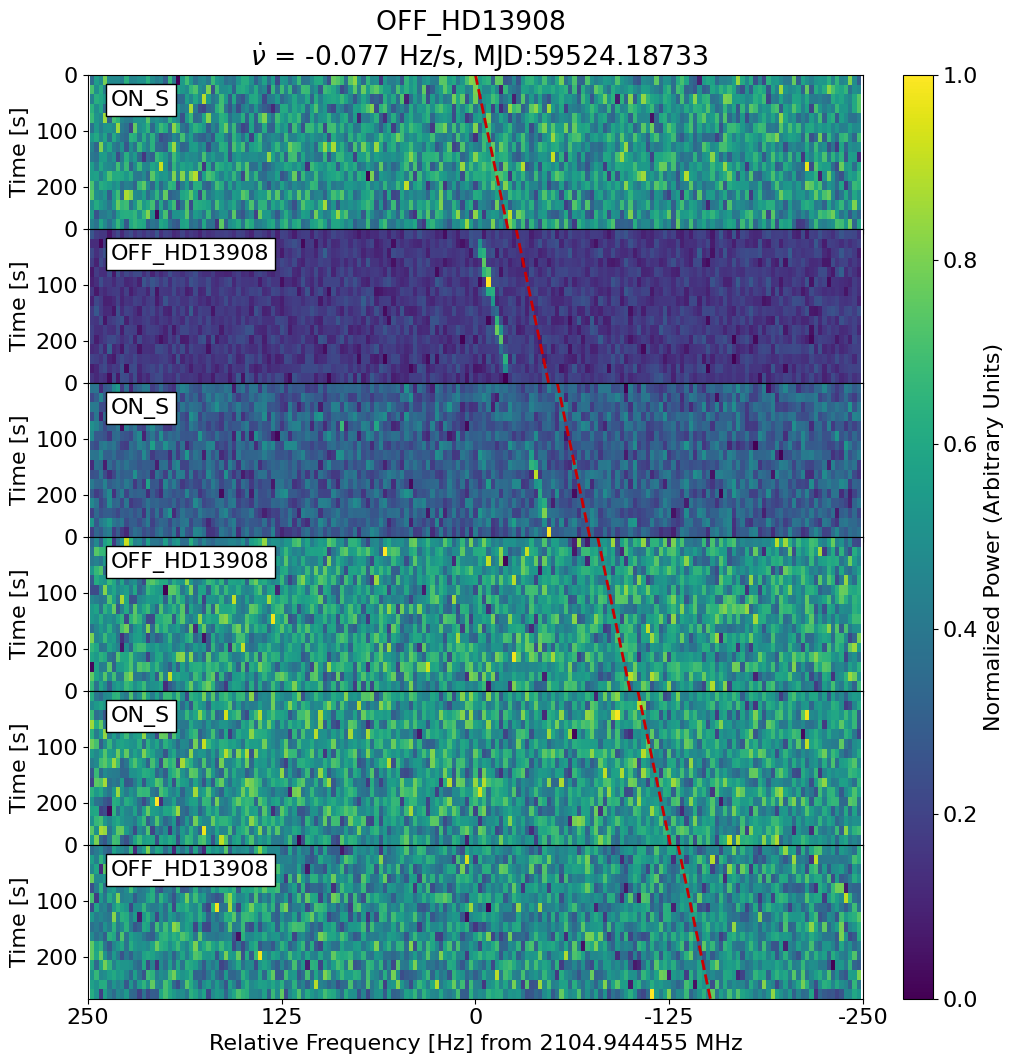 OFF_HD13908
ν̇ = -0.077 Hz/s, MJD:59524.18733
0
ON_S
100
Time [s]
200
0
OFF_HD13908
100
Time [s]
200
0
ON_S
100
Time [s]
200
0
OFF_HD13908
100
Time [s]
200
0
ON_S
100
Time [s]
200
0
OFF_HD13908
100
Time [s]
200
250 125 0 -125 -250
Relative Frequency [Hz] from 2104.944455 MHz
1.0
0.8
0.6
0.4
0.2
0.0
Normalized Power (Arbitrary Units)